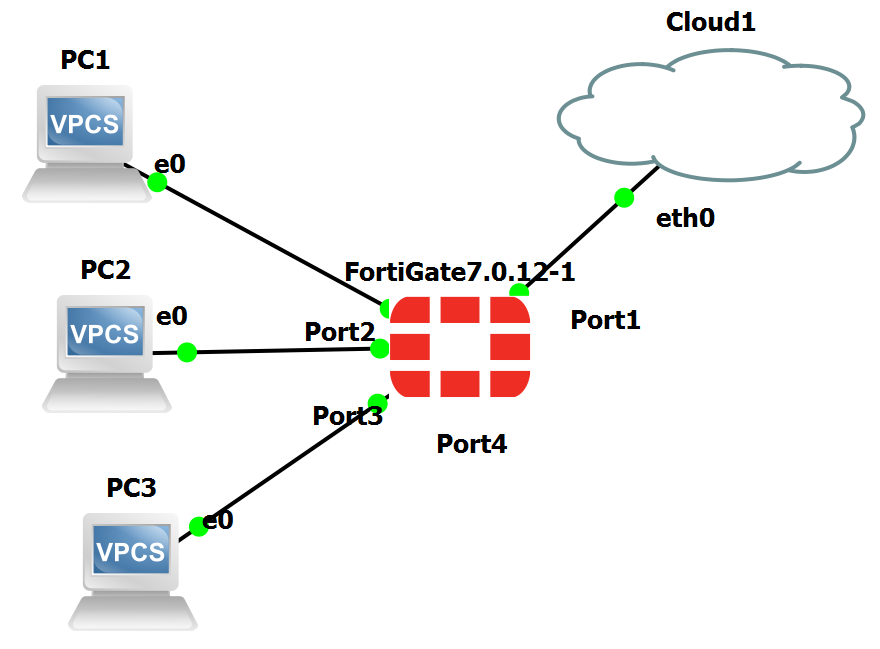 Cloud1
PC1
VPCS
e0
eth0
PC2
FortiGate7.0.12-1
VPCS
e0
Port2
Port1
Port3
Port4
PC3
VPCS
e0